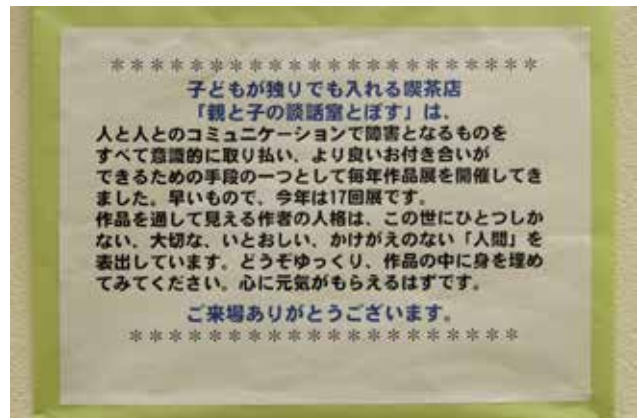 **********************
子どもが独りでも入れる喫茶店
「親と子の談話室とぽす」は、
人と人とのコミュニケーションで障害となるものを
すべて意識的に取り払い、より良いお付き合いが
できるための手段の一つとして毎年作品展を開催してき
ました。早いもので、今年は17回展です。
作品を通して見える作者の人格は、この世にひとつしか
ない、大切な、いとおしい、かけがえのない「人間」を
表出しています。どうぞゆっくり、作品の中に身を埋め
てみてください。心に元気がもらえるはずです。
ご来場ありがとうございます。
********************